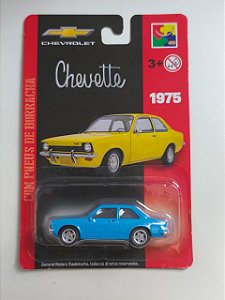 CHEVROLET
Chevette
3+
1975
COM PNEUS DE BORRACHA
General Motors Trademarks, todos os direitos reservados.